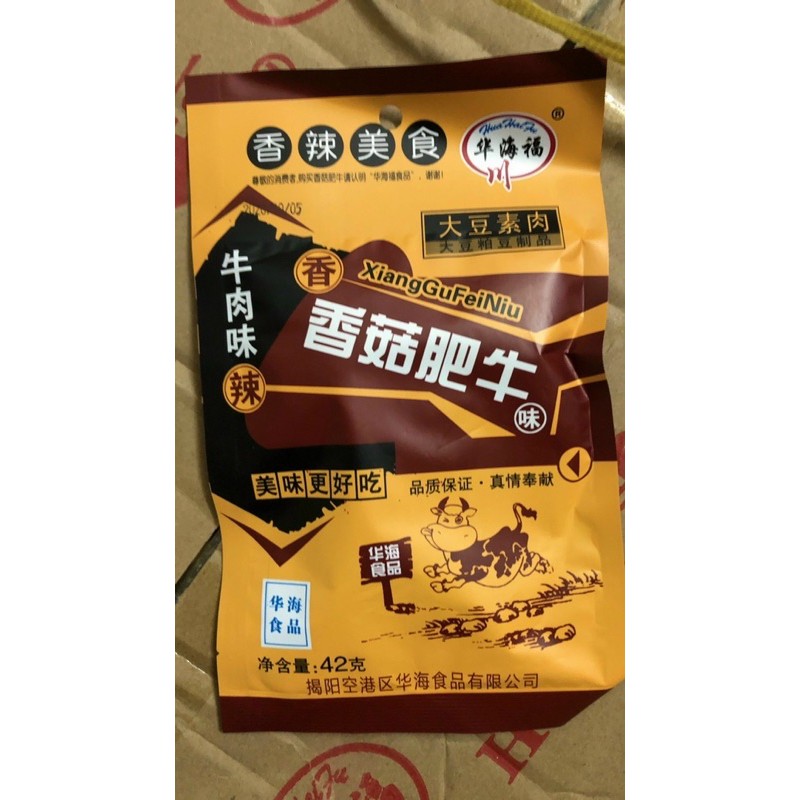 香辣美食
Hua Hai Fu
®
华海福
川
尊敬的消费者,购买香菇肥牛请认明“华海福食品”,谢谢!
大豆素肉
大豆粕豆制品
牛肉味
辣
香
XiangGuFeiNiu
香菇肥牛
味
美味更好吃
品质保证·真情奉献
华海
食品
华海
食品
净含量:42克
揭阳空港区华海食品有限公司